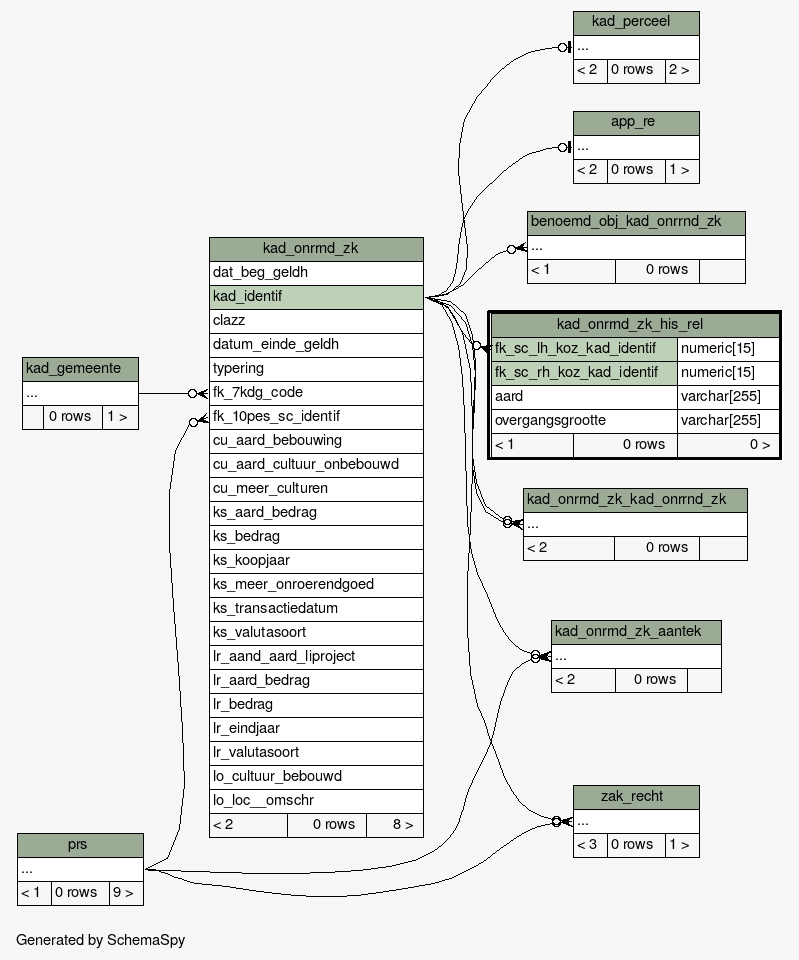 kad_perceel
...
< 2 0 rows 2 >
app_re
...
< 2 0 rows 1 >
benoemd_obj_kad_onrrnd_zk
...
< 1 0 rows
kad_onrrnd_zk
dat_beg_geldh
kad_identif
clazz
datum_einde_geldh
typering
fk_7kdg_code
fk_10pes_sc_identif
cu_aard_bebouwing
cu_aard_cultuur_onbebouwd
cu_meer_culturen
ks_aard_bedrag
ks_bedrag
ks_koopjaar
ks_meer_onroerendgoed
ks_transactiedatum
ks_valutasoort
lr_aand_aard_liproject
lr_aard_bedrag
lr_bedrag
lr_eindjaar
lr_valutasoort
lo_cultuur_bebouwd
lo_loc__omschr
< 2 0 rows 8 >
kad_onrrnd_zk_his_rel
fk_sc_lh_koz_kad_identif numeric[15]
fk_sc_rh_koz_kad_identif numeric[15]
aard varchar[255]
overgangsgrootte varchar[255]
< 1 0 rows 0 >
kad_gemeente
...
0 rows 1 >
kad_onrrnd_zk_kad_onrrnd_zk
...
< 2 0 rows
kad_onrrnd_zk_aantek
...
< 2 0 rows
zak_recht
...
< 3 0 rows 1 >
prs
...
< 1 0 rows 9 >
Generated by SchemaSpy